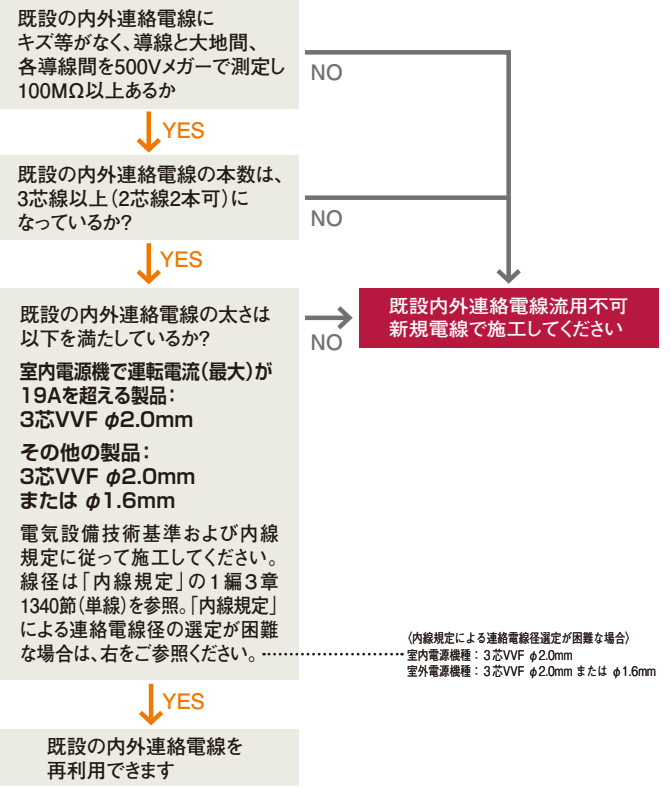 既設の内外連絡電線に
キズ等がなく、導線と大地間、
各導線間を500Vメガーで測定し
100MΩ以上あるか
NO
YES
既設の内外連絡電線の本数は、
3芯線以上（2芯線2本可）に
なっているか？
NO
YES
既設の内外連絡電線の太さは
以下を満たしているか？
室内電源機で運転電流（最大）が
19Aを超える製品：
3芯VVF φ2.0mm
その他の製品：
3芯VVF φ2.0mm
または φ1.6mm
電気設備技術基準および内線
規定に従って施工してください。
線径は「内線規定」の1編3章
1340節（単線）を参照。「内線規定」
による連絡電線径の選定が困難
な場合は、右をご参照ください。
NO
既設内外連絡電線流用不可
新規電線で施工してください
〈内線規定による連絡電線径選定が困難な場合〉
室内電源機種：3芯VVF φ2.0mm
室外電源機種：3芯VVF φ2.0mm または φ1.6mm
YES
既設の内外連絡電線を
再利用できます